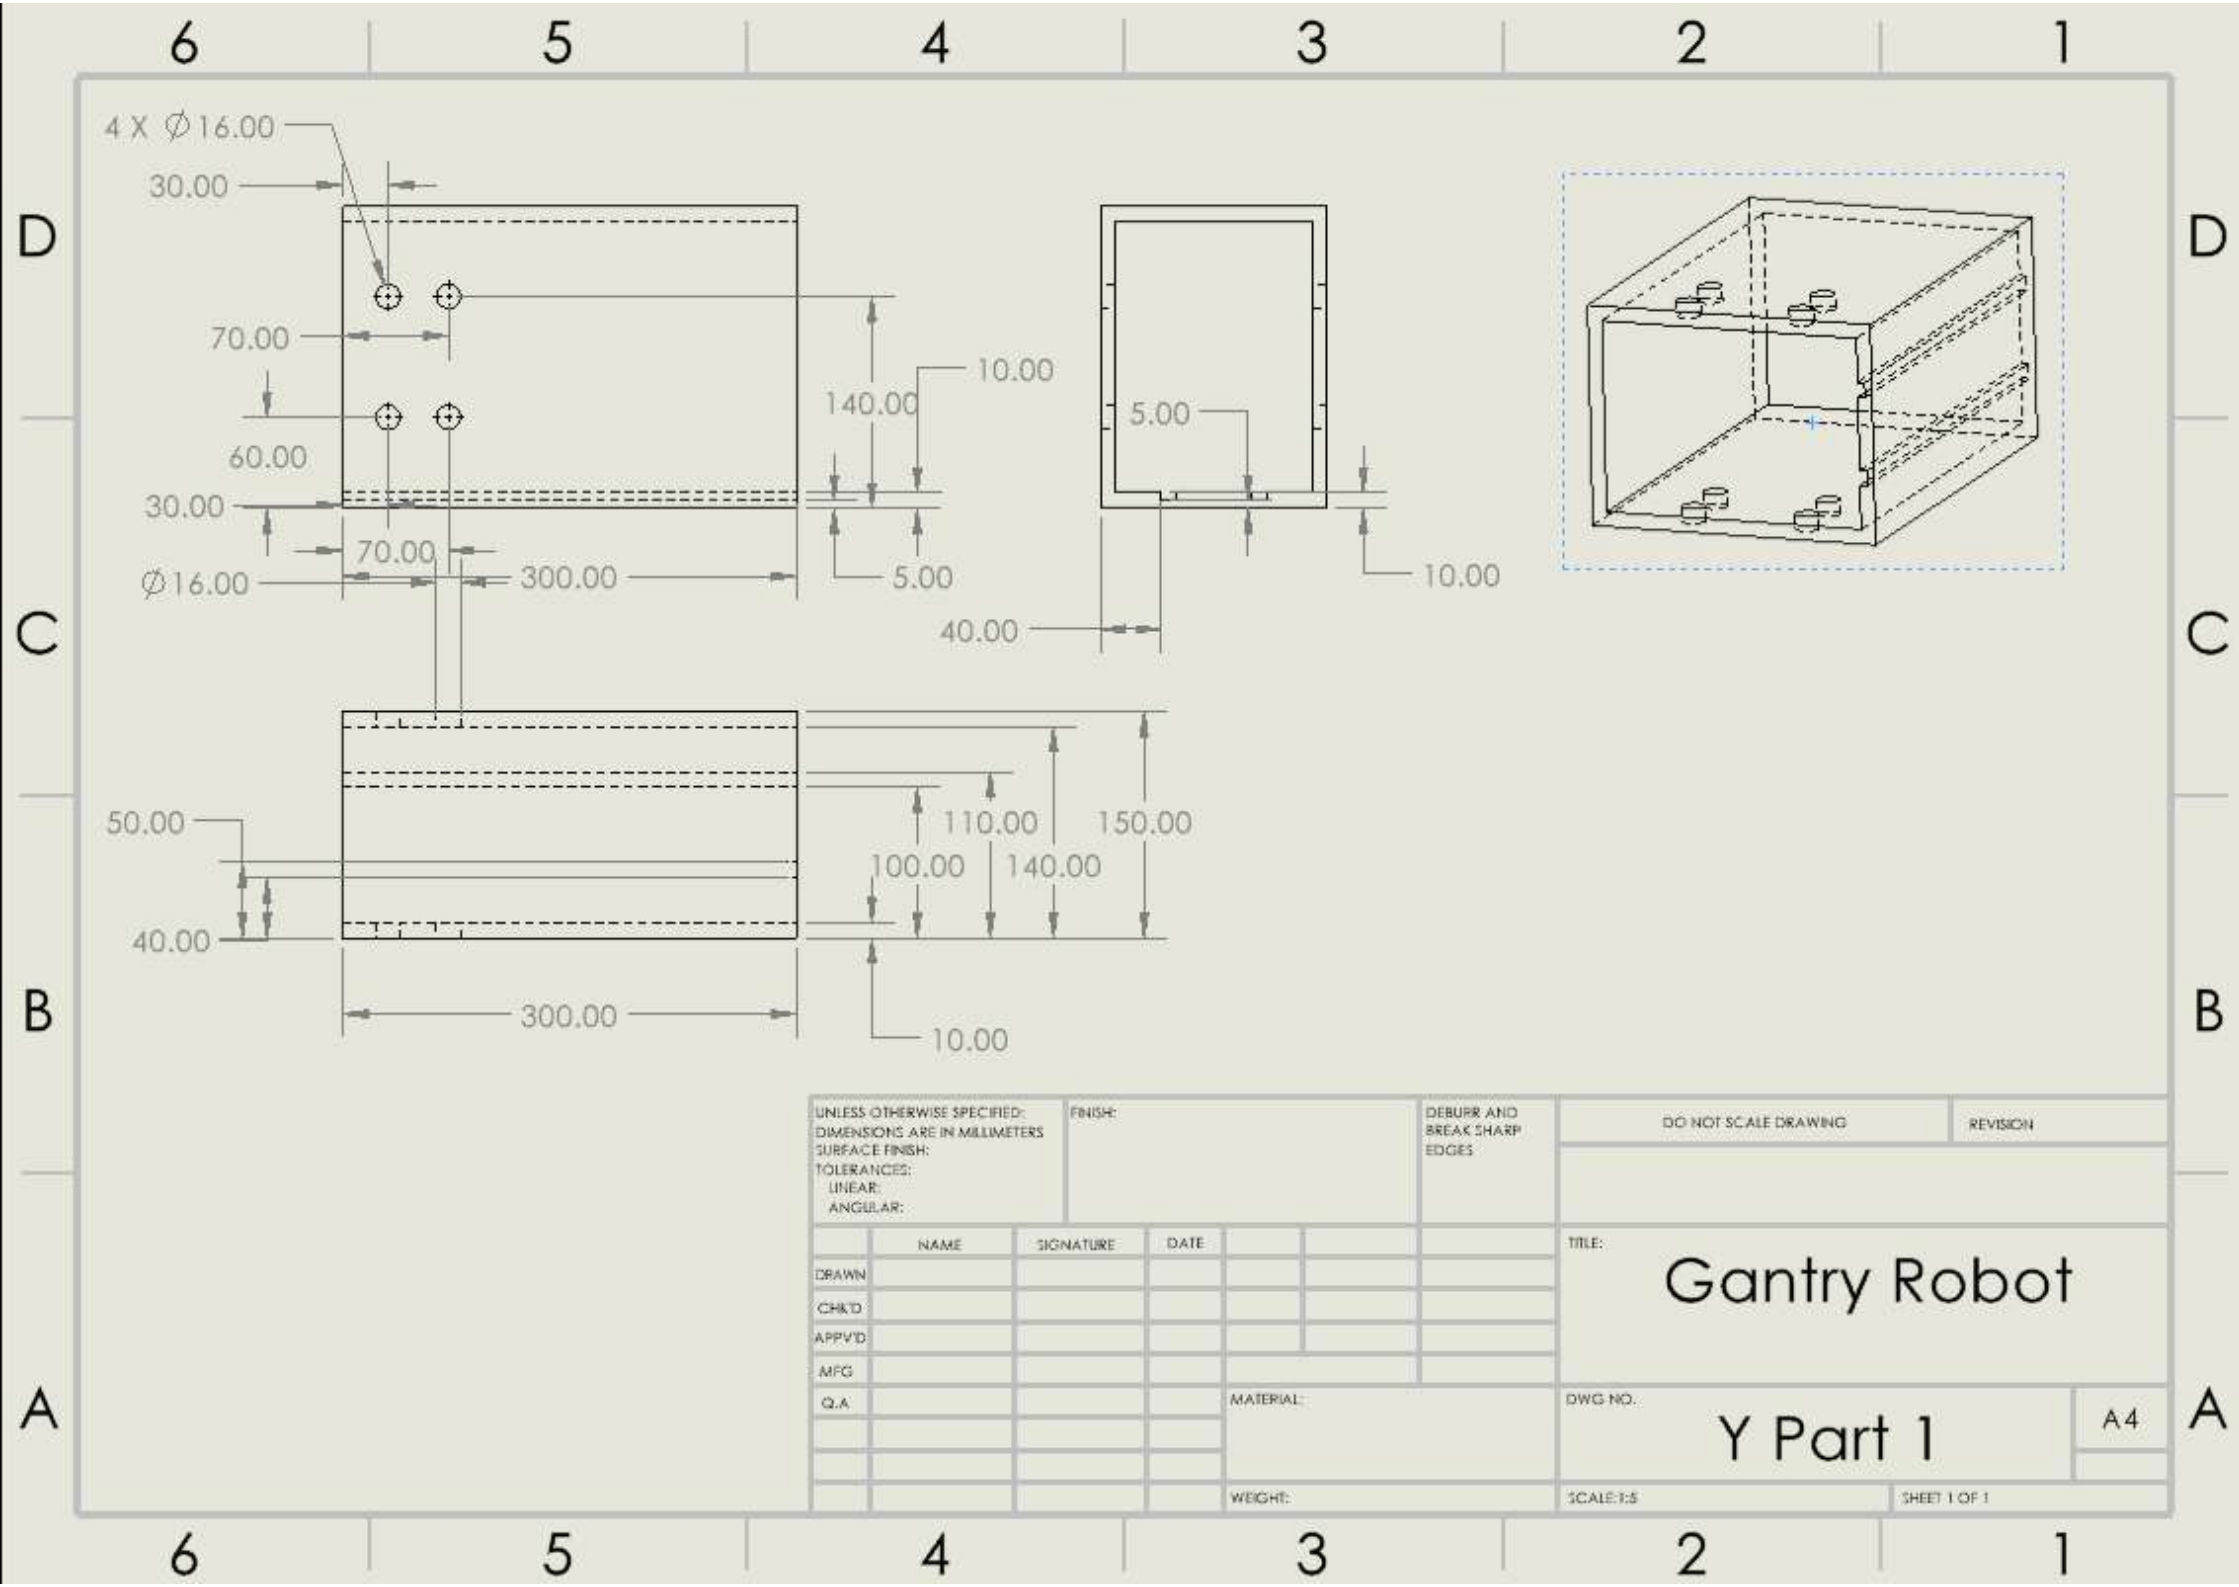 6 5 4 3 2 1
4 X ∅16.00
30.00
D D
70.00
10.00
140.00
5.00
60.00
30.00
70.00
∅16.00
300.00
5.00
10.00
40.00
C C
50.00
110.00
150.00
100.00
140.00
40.00
300.00
10.00
B B
UNLESS OTHERWISE SPECIFIED:
DIMENSIONS ARE IN MILLIMETERS
SURFACE FINISH:
TOLERANCES:
LINEAR:
ANGULAR:
FINISH:
DEBURR AND
BREAK SHARP
EDGES
DO NOT SCALE DRAWING
REVISION
NAME
SIGNATURE
DATE
DRAWN
CHK'D
APPV'D
MFG
Q.A
TITLE:
Gantry Robot
MATERIAL:
DWG NO.
Y Part 1
A4
WEIGHT:
SCALE:1:5
SHEET 1 OF 1
A A
6 5 4 3 2 1